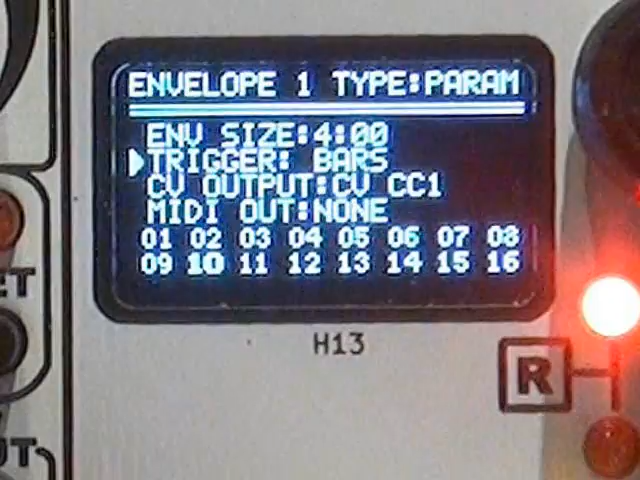 ENVELOPE 1 TYPE:PARAM
ENV SIZE:4:00
TRIGGER: BARS
CV OUTPUT:CV CC1
MIDI OUT:NONE
01 02 03 04 05 06 07 08
09 10 11 12 13 14 15 16
H13
R